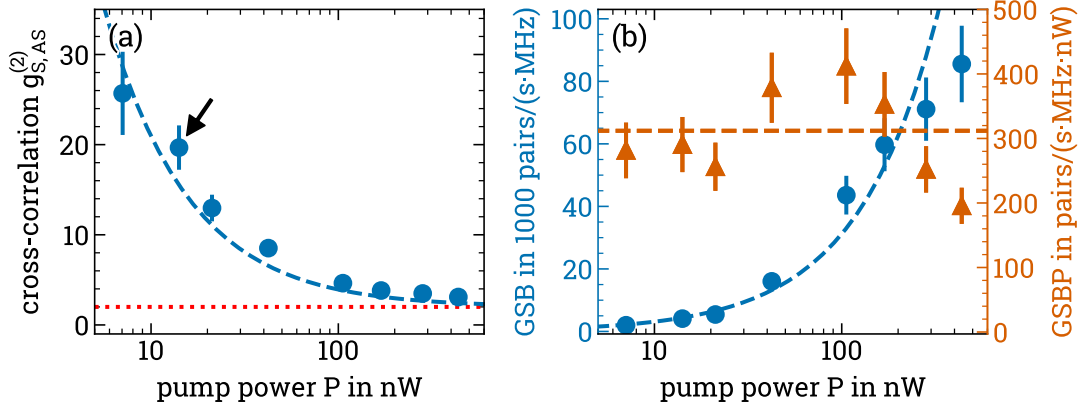 (a)
cross-correlation g(2)S,AS
30
20
10
0
10
100
pump power P in nW
(b)
GSB in 1000 pairs/(s·MHz)
100
80
60
40
20
0
10
100
pump power P in nW
500
400
300
200
100
0
GSBP in pairs/(s·MHz·nW)